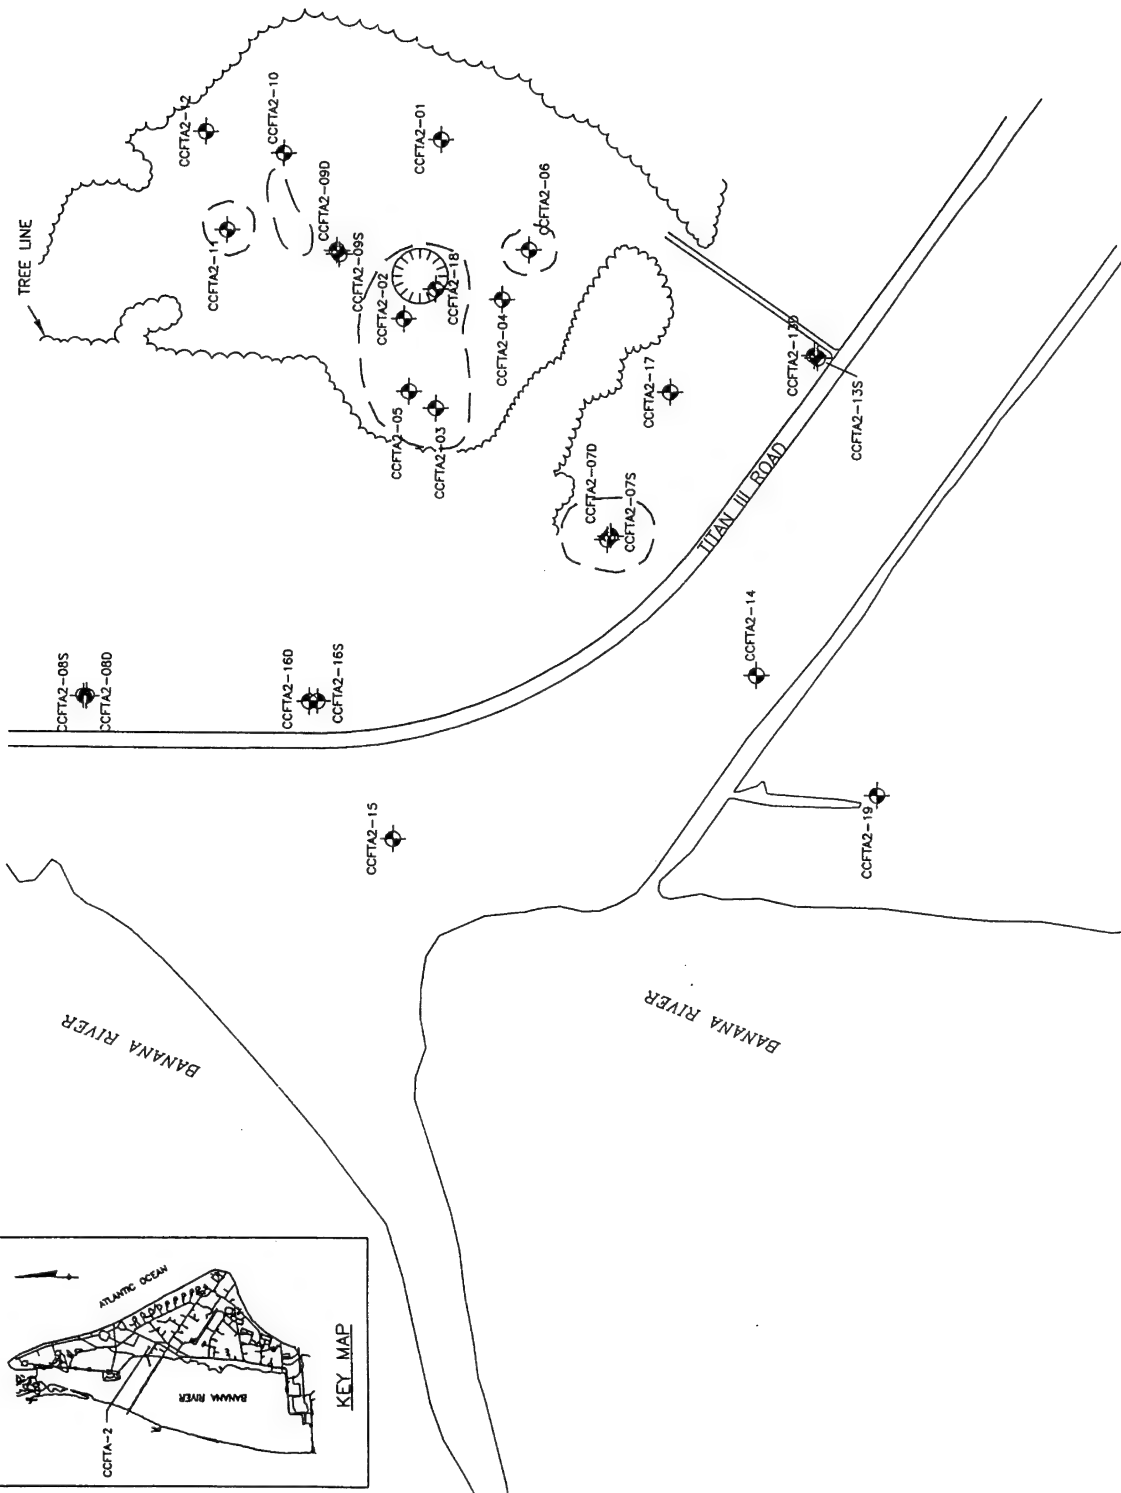 TREE LINE
CCFTA2-12
CCFTA2-10
CCFTA2-01
CCFTA2-11
CCFTA2-09D
CCFTA2-09S
CCFTA2-06
CCFTA2-02
CCFTA2-18
CCFTA2-04
CCFTA2-05
CCFTA2-03
CCFTA2-17
CCFTA2-13D
CCFTA2-13S
CCFTA2-07D
CCFTA2-07S
TITAN III ROAD
CCFTA2-08S
CCFTA2-08D
CCFTA2-16D
CCFTA2-16S
CCFTA2-14
CCFTA2-15
CCFTA2-19
BANANA RIVER
BANANA RIVER
ATLANTIC OCEAN
BANANA RIVER
CCFTA-2
KEY MAP